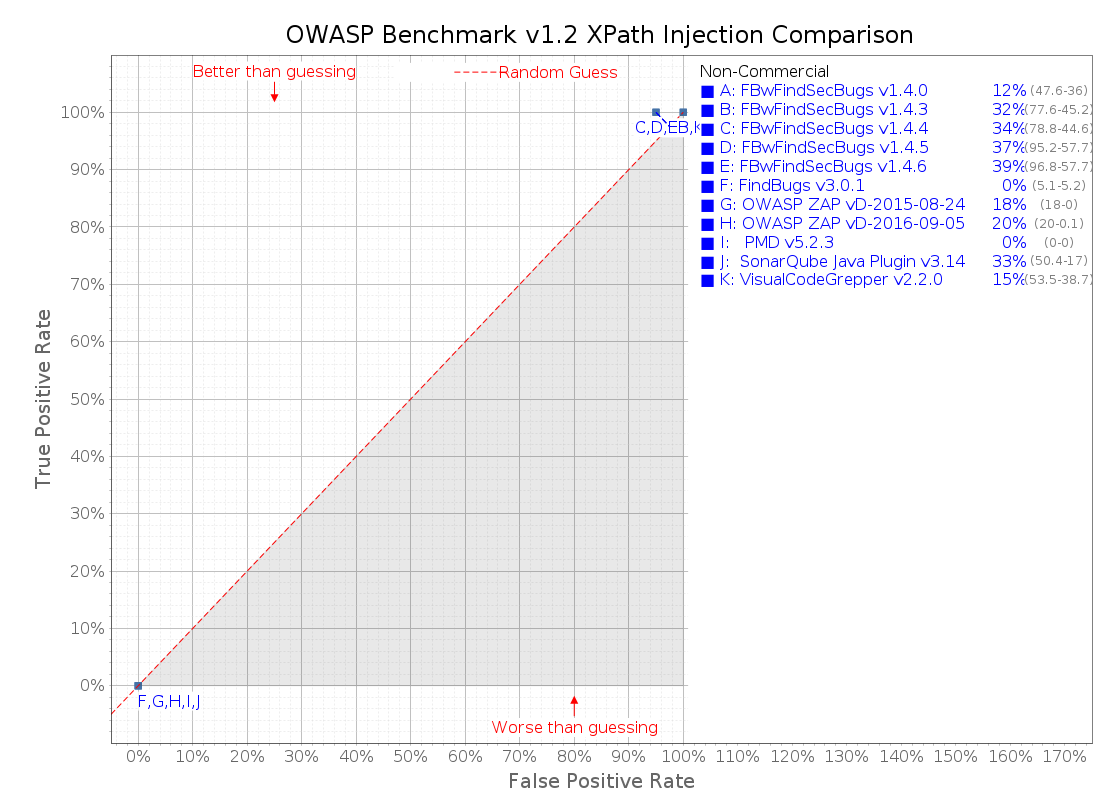 OWASP Benchmark v1.2 XPath Injection Comparison
Better than guessing
Random Guess
Non-Commercial
A: FBwFindSecBugs v1.4.0 12% (47.6-36)
B: FBwFindSecBugs v1.4.3 32% (77.6-45.2)
C: FBwFindSecBugs v1.4.4 34% (78.8-44.6)
D: FBwFindSecBugs v1.4.5 37% (95.2-57.7)
E: FBwFindSecBugs v1.4.6 39% (96.8-57.7)
F: FindBugs v3.0.1 0% (5.1-5.2)
G: OWASP ZAP vD-2015-08-24 18% (18-0)
H: OWASP ZAP vD-2016-09-05 20% (20-0.1)
I: PMD v5.2.3 0% (0-0)
J: SonarQube Java Plugin v3.14 33% (50.4-17)
K: VisualCodeGrepper v2.2.0 15% (53.5-38.7)
C,D,EB,K
True Positive Rate
100%
90%
80%
70%
60%
50%
40%
30%
20%
10%
0%
F,G,H,I,J
Worse than guessing
0% 10% 20% 30% 40% 50% 60% 70% 80% 90% 100% 110% 120% 130% 140% 150% 160% 170%
False Positive Rate